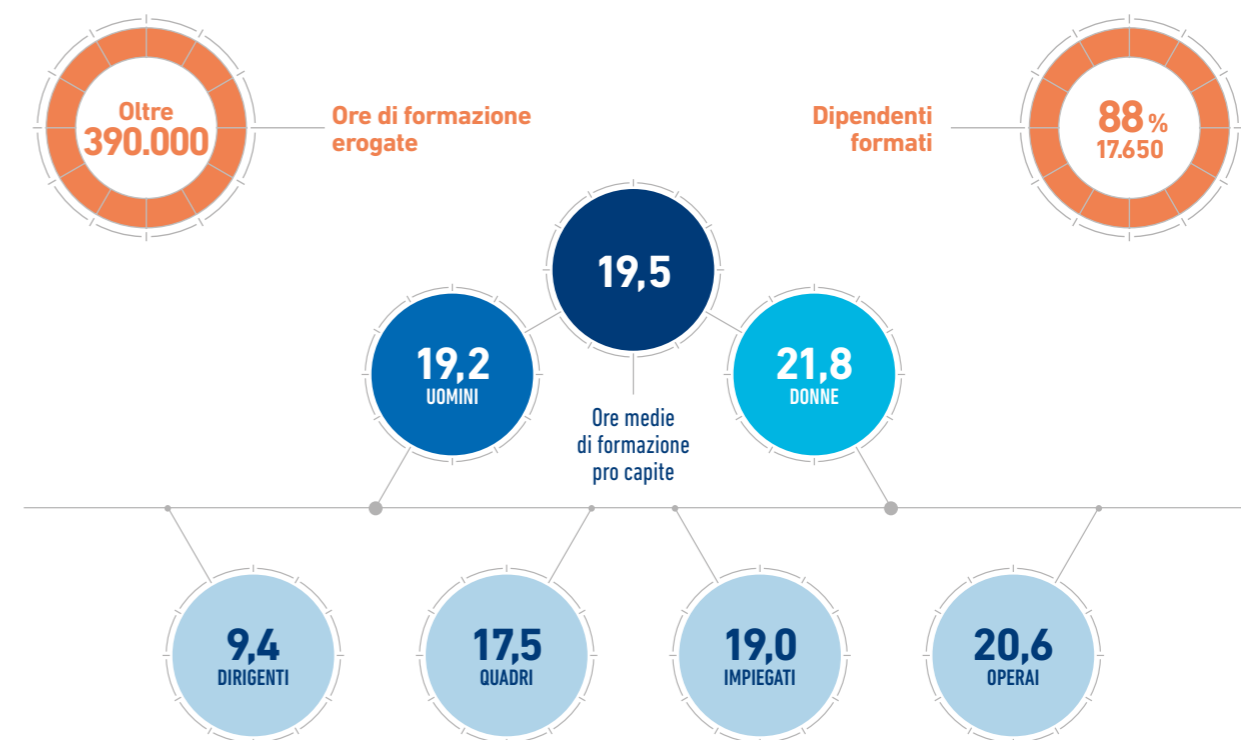 Oltre
390.000
Ore di formazione
erogate
Dipendenti
formati
88 %
17.650
19,5
19,2
UOMINI
21,8
DONNE
Ore medie
di formazione
pro capite
9,4
DIRIGENTI
17,5
QUADRI
19,0
IMPIEGATI
20,6
OPERAI